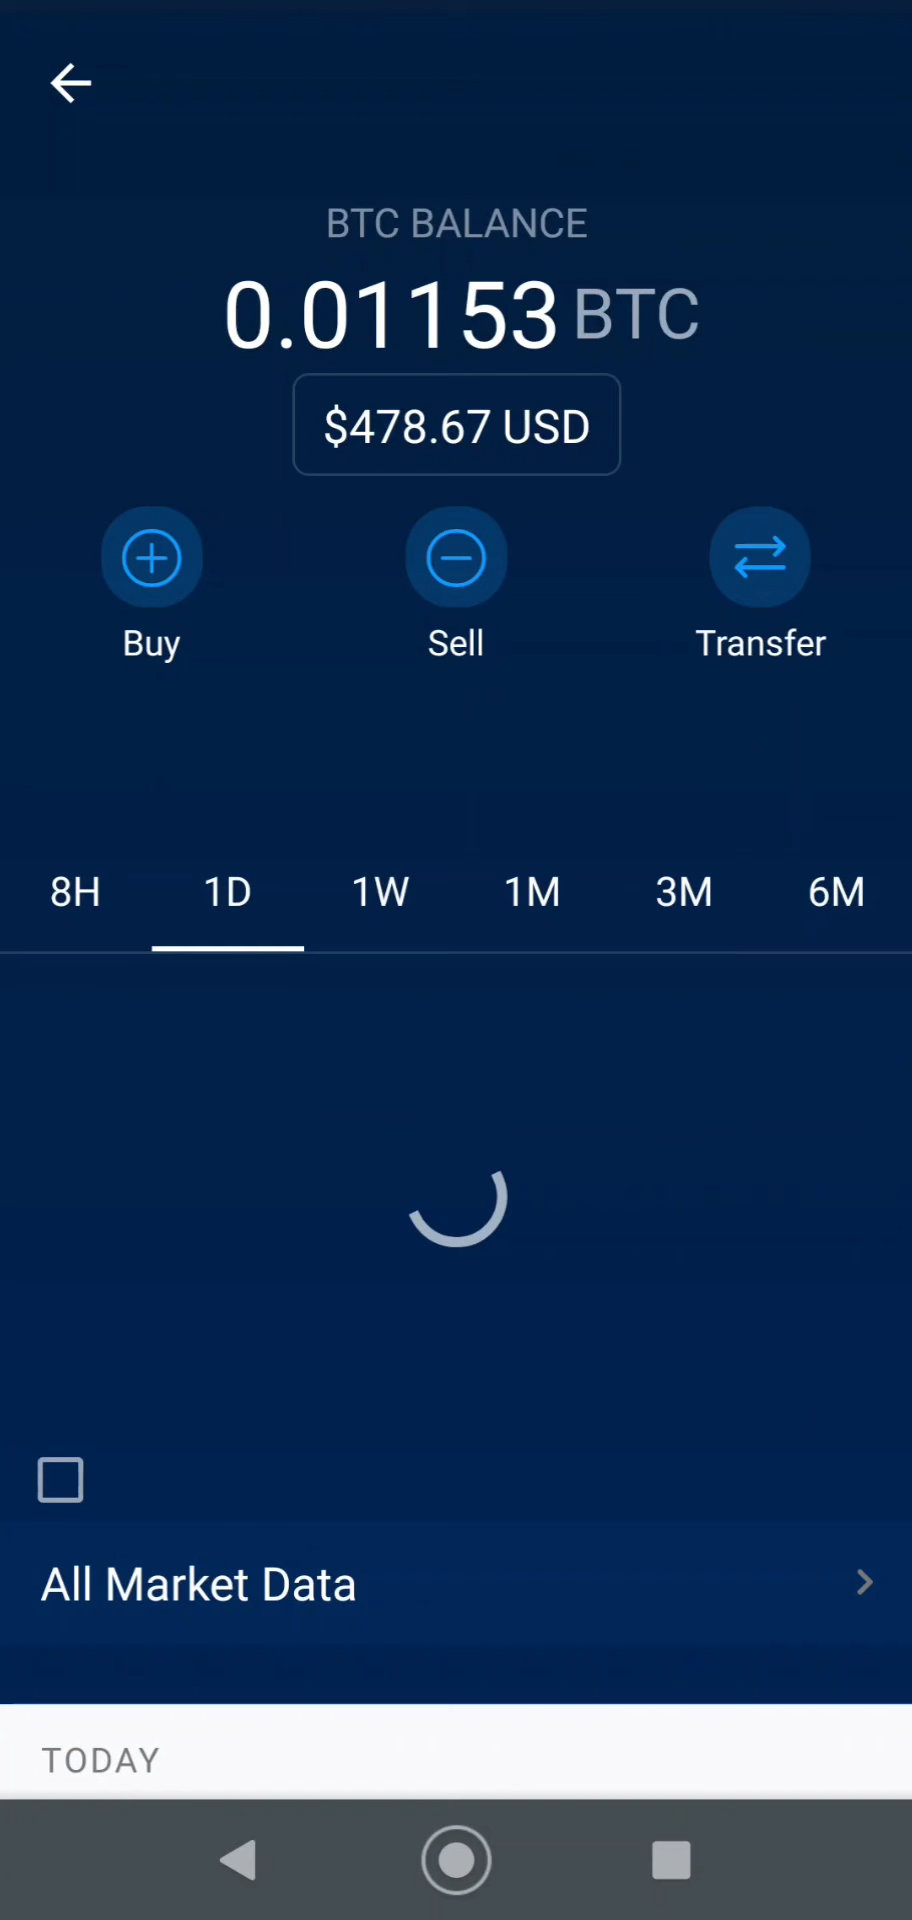 BTC BALANCE
0.01153 BTC
$478.67 USD
Buy Sell Transfer
8H 1D 1W 1M 3M 6M
All Market Data
TODAY